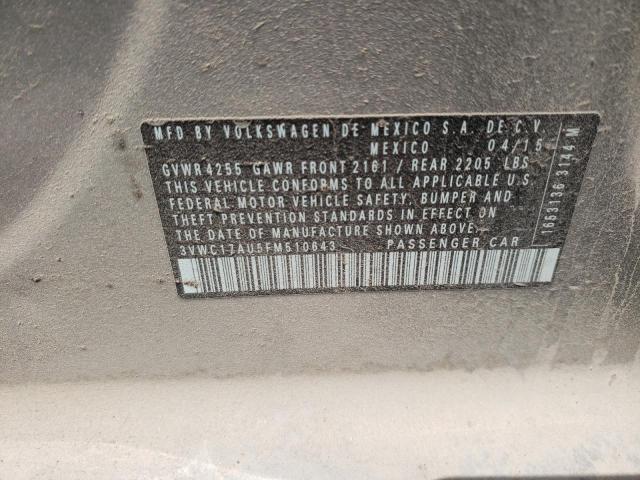 MFD BY VOLKSWAGEN DE MEXICO S.A. DE C.V.
MEXICO 04/15
GVWR 4255 GAWR FRONT 2161 / REAR 2205 LBS
THIS VEHICLE CONFORMS TO ALL APPLICABLE U.S.
FEDERAL MOTOR VEHICLE SAFETY, BUMPER AND
THEFT PREVENTION STANDARDS IN EFFECT ON
THE DATE OF MANUFACTURE SHOWN ABOVE
3VWC17AU5FM510643 PASSENGER CAR
1653136 3144 M